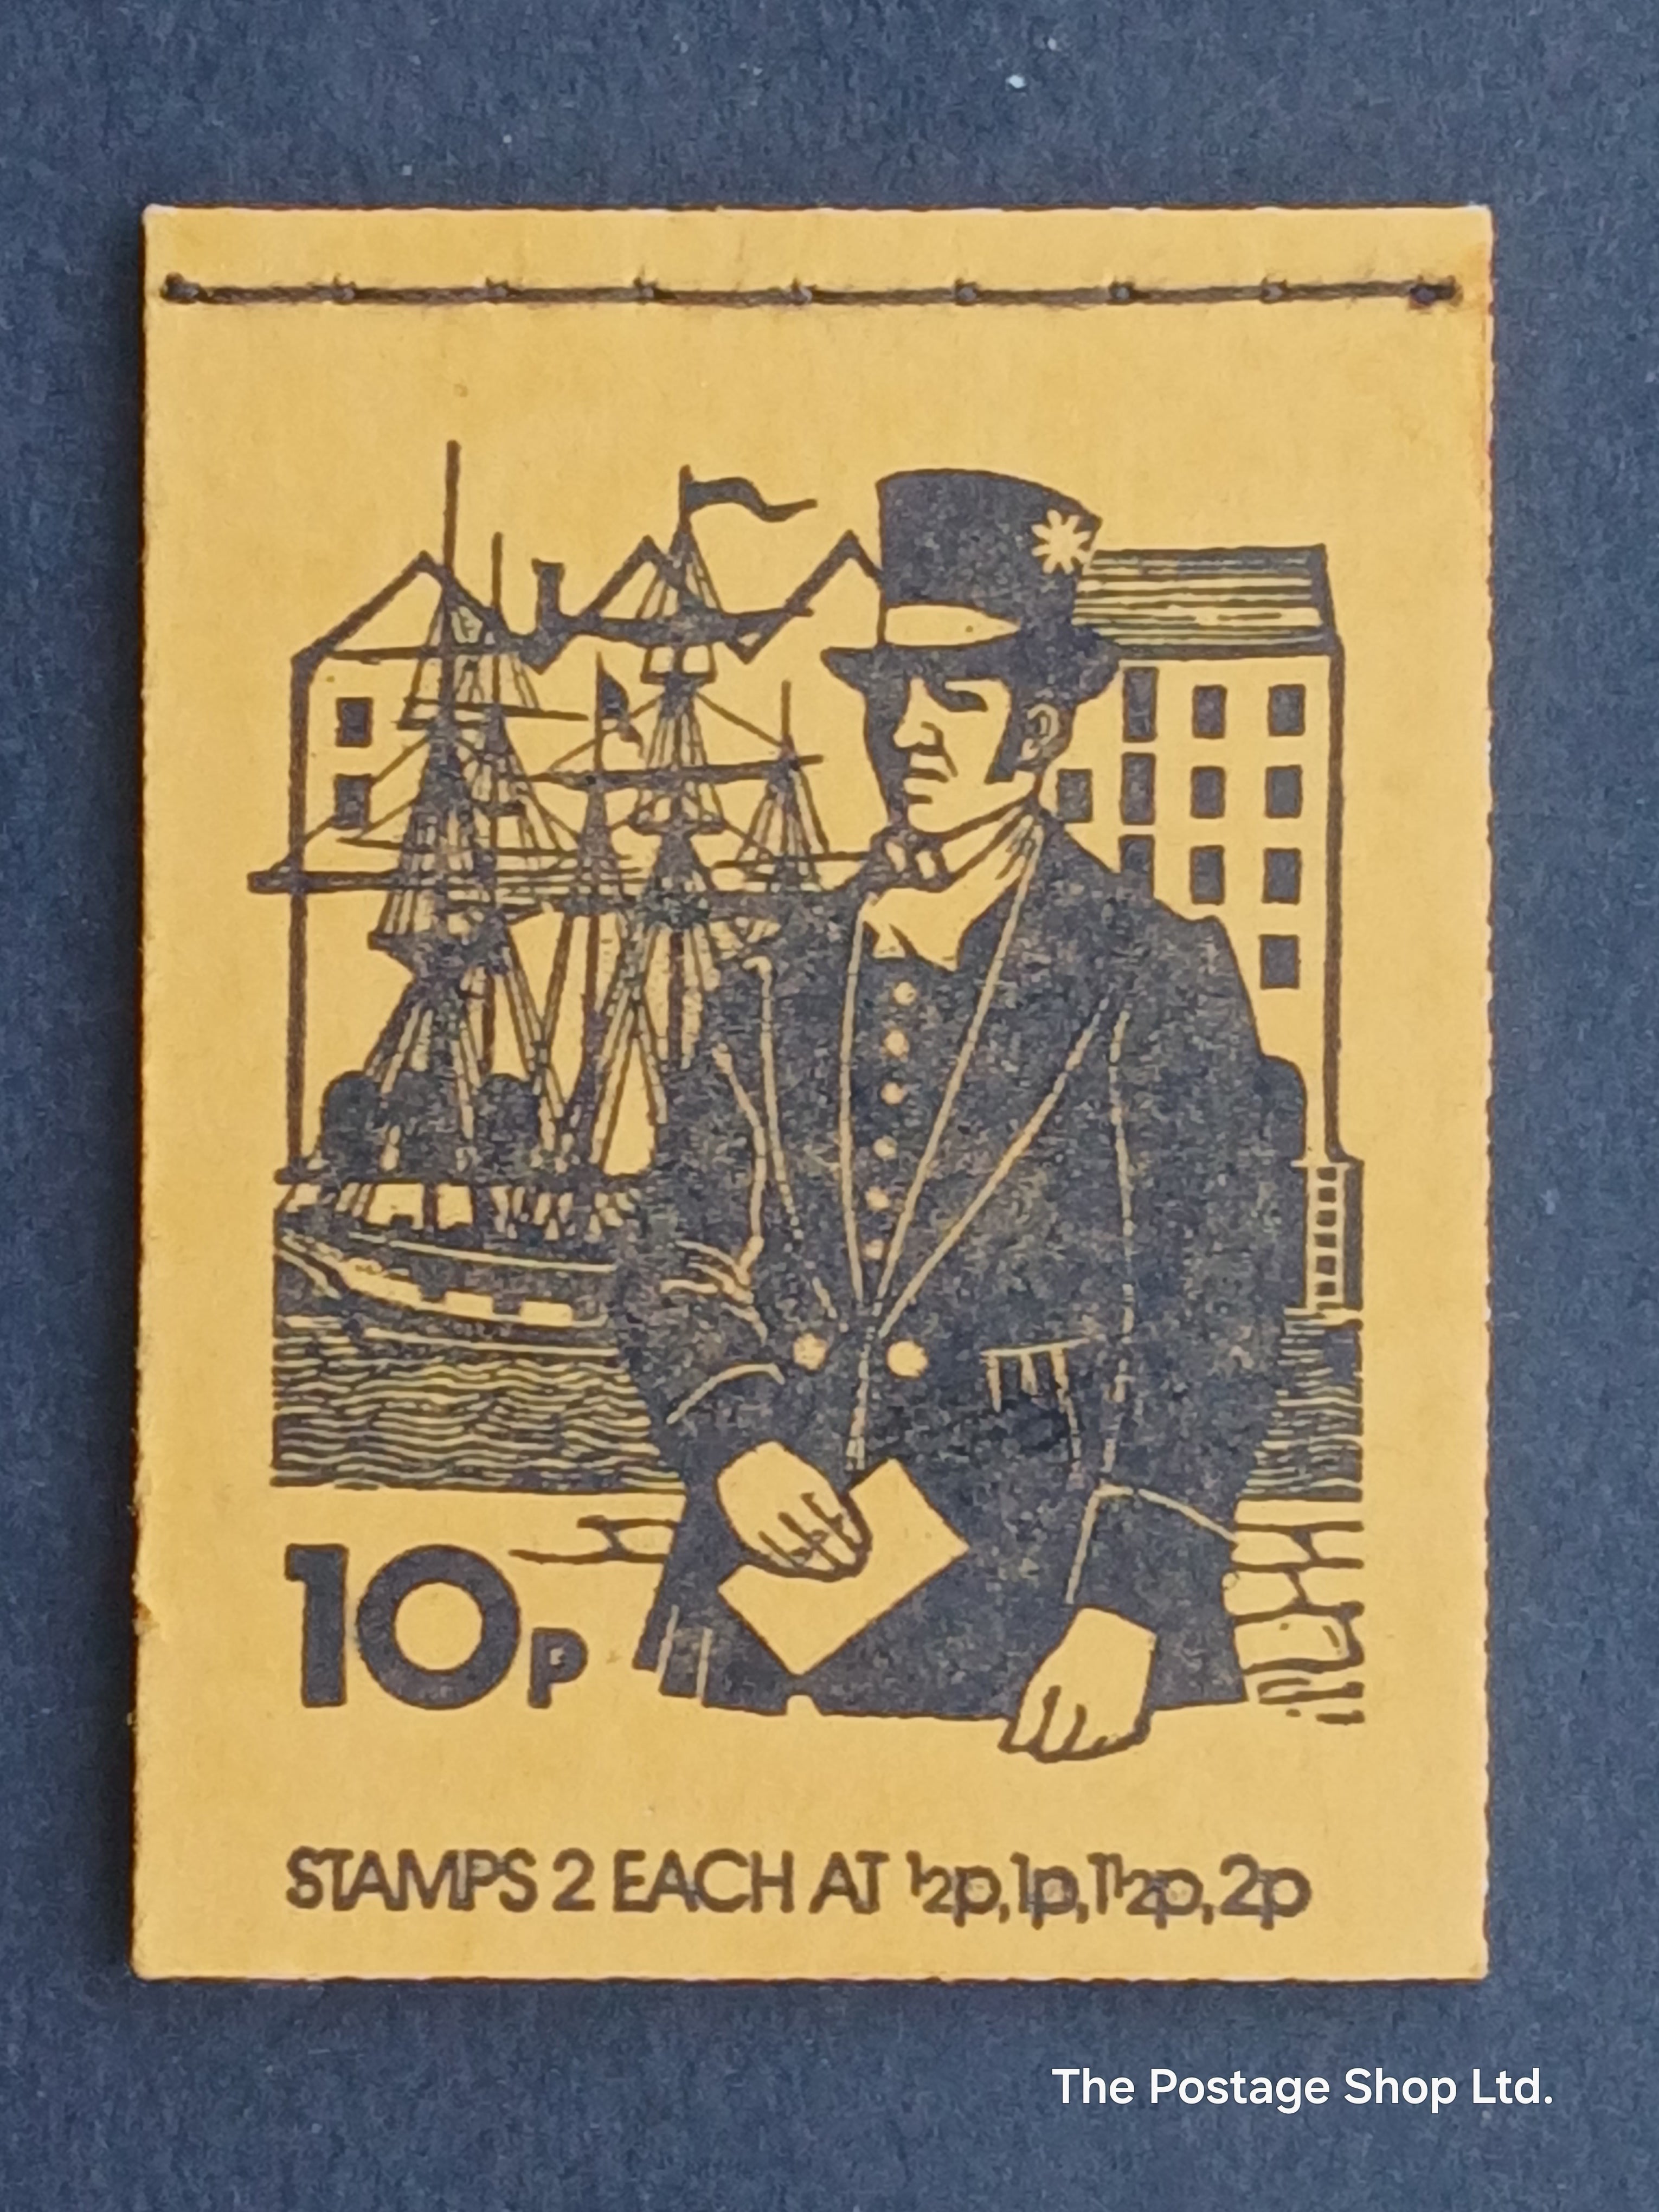 10p
STAMPS 2 EACH AT ½p, 1p, 1½p, 2p
The Postage Shop Ltd.